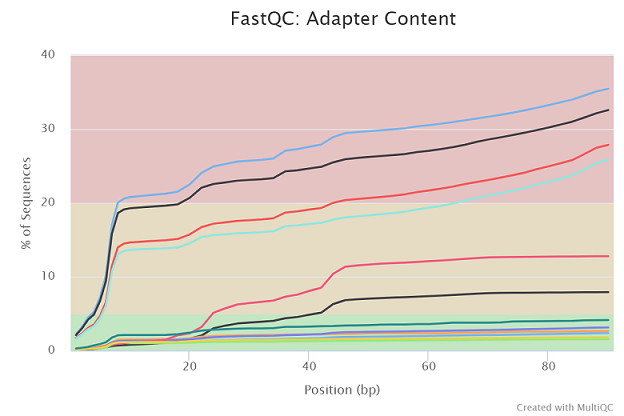 FastQC: Adapter Content
40
30
20
10
0
% of Sequences
20
40
60
80
Position (bp)
Created with MultiQC